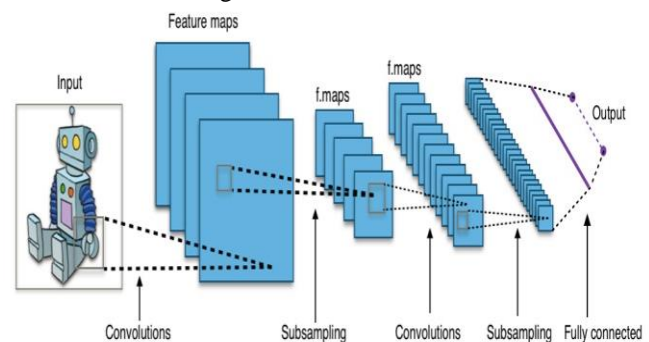 Feature maps
Input
f.maps
f.maps
Output
Convolutions
Subsampling
Convolutions
Subsampling
Fully connected